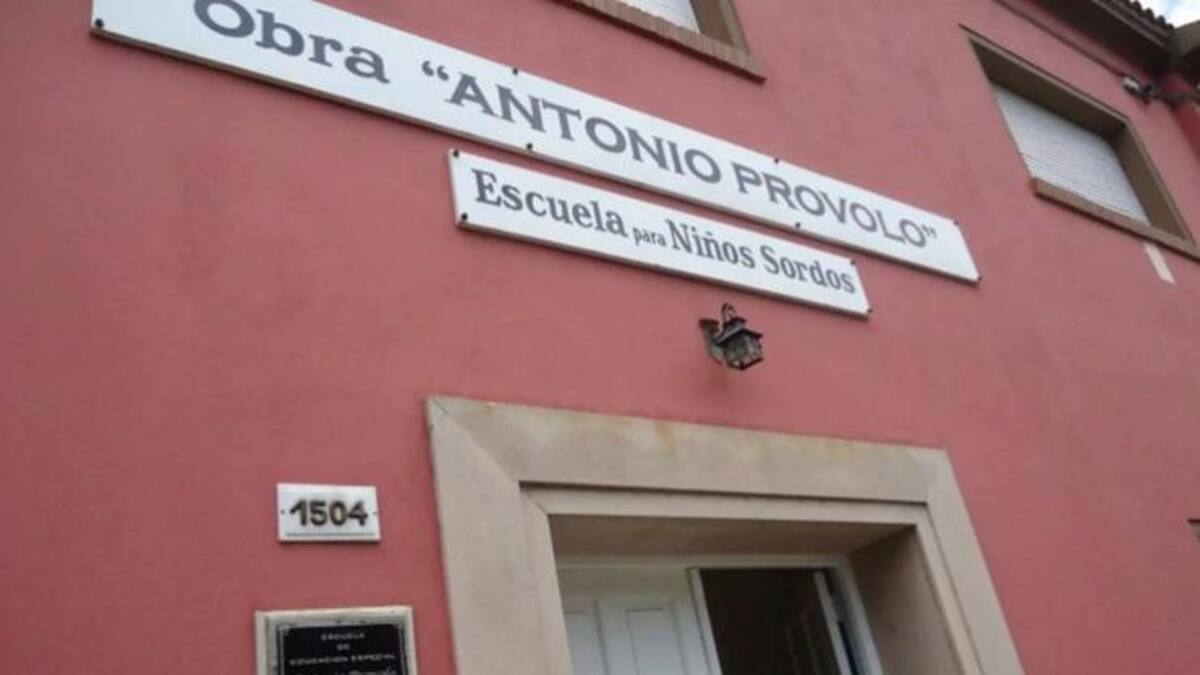 Obra “ANTONIO PROVOLO”
Escuela para Niños Sordos
1504
ESCUELA
DE
EDUCACION ESPECIAL